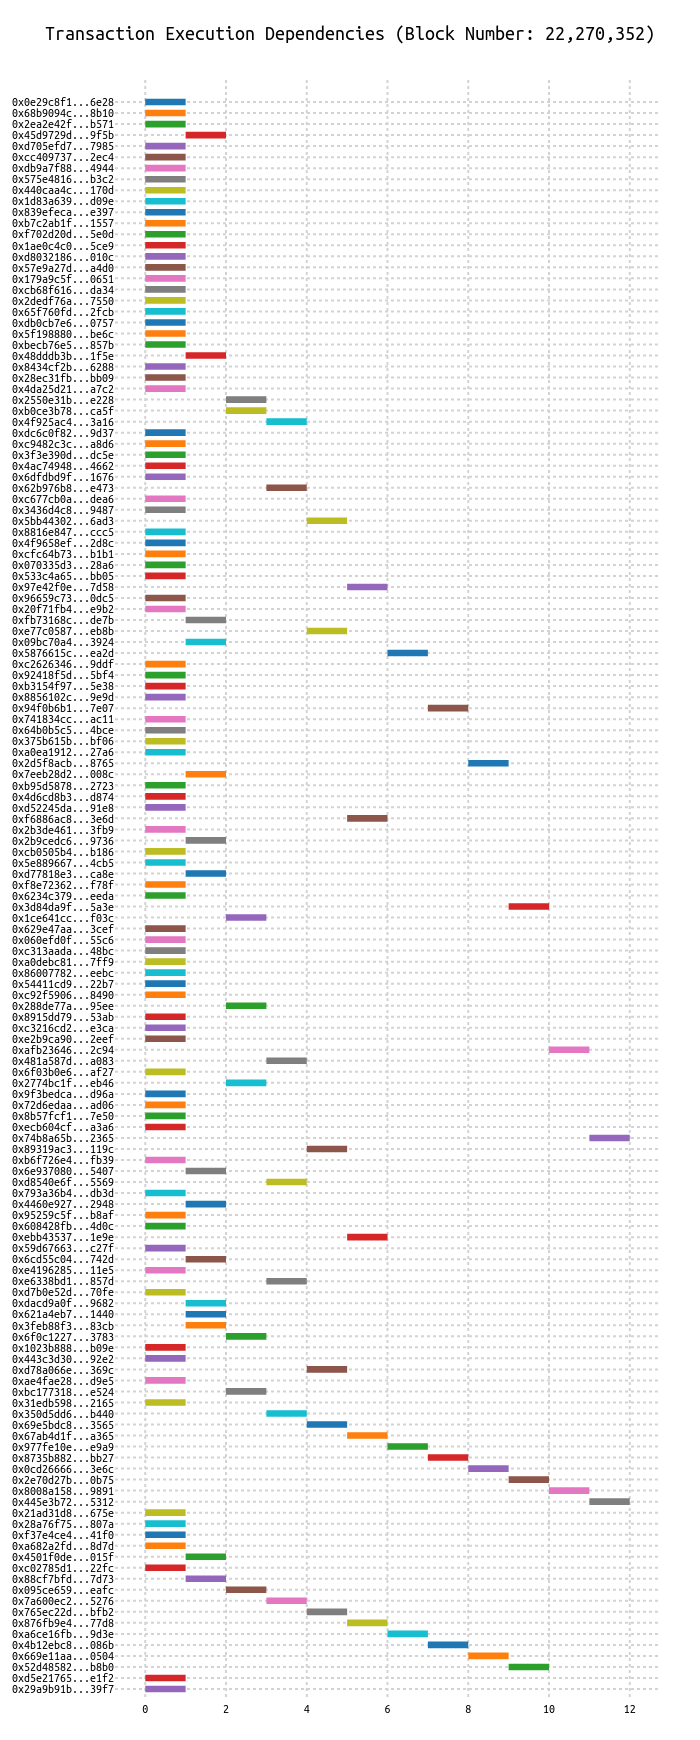 Transaction Execution Dependencies (Block Number: 22,270,352)
0x0e29c8f1...6e28
0x68b9094c...8b10
0x2ea2e42f...b571
0x45d9729d...9f5b
0xd705efd7...7985
0xcc409737...2ec4
0xdb9a7f88...4944
0x575e4816...b3c2
0x440caa4c...170d
0x1d83a639...d09e
0x839efeca...e397
0xb7c2ab1f...1557
0xf702d20d...5e0d
0x1ae0c4c0...5ce9
0xd8032186...010c
0x57e9a27d...a4d0
0x179a9c5f...0651
0xcb68f616...da34
0x2dedf76a...7550
0x65f760fd...2fcb
0xdb0cb7e6...0757
0x5f198880...be6c
0xbecb76e5...857b
0x48dddb3b...1f5e
0x8434cf2b...6288
0x28ec31fb...bb09
0x4da25d21...a7c2
0x2550e31b...e228
0xb0ce3b78...ca5f
0x4f925ac4...3a16
0xdc6c0f82...9d37
0xc9482c3c...a8d6
0x3f3e390d...dc5e
0x4ac74948...4662
0x6dfdbd9f...1676
0x62b976b8...e473
0xc677cb0a...dea6
0x3436d4c8...9487
0x5bb44302...6ad3
0x8816e847...ccc5
0x4f9658ef...2d8c
0xcfc64b73...b1b1
0x070335d3...28a6
0x533c4a65...bb05
0x97e42f0e...7d58
0x96659c73...0dc5
0x20f71fb4...e9b2
0xfb73168c...de7b
0xe77c0587...eb8b
0x09bc70a4...3924
0x5876615c...ea2d
0xc2626346...9ddf
0x92418f5d...5bf4
0xb3154f97...5e38
0x8856102c...9e9d
0x94f0b6b1...7e07
0x741834cc...ac11
0x64b0b5c5...4bce
0x375b615b...bf06
0xa0ea1912...27a6
0x2d5f8acb...8765
0x7eeb28d2...008c
0xb95d5878...2723
0x4d6cd8b3...d874
0xd52245da...91e8
0xf6886ac8...3e6d
0x2b3de461...3fb9
0x2b9cedc6...9736
0xcb0505b4...b186
0x5e889667...4cb5
0xd77818e3...ca8e
0xf8e72362...f78f
0x6234c379...eeda
0x3d84da9f...5a3e
0x1ce641cc...f03c
0x629e47aa...3cef
0x060efd0f...55c6
0xc313aada...48bc
0xa0debc81...7ff9
0x86007782...eebc
0x54411cd9...22b7
0xc92f5906...8490
0x288de77a...95ee
0x8915dd79...53ab
0xc3216cd2...e3ca
0xe2b9ca90...2eef
0xafb23646...2c94
0x481a587d...a083
0x6f03b0e6...af27
0x2774bc1f...eb46
0x9f3bedca...d96a
0x72d6edaa...ad06
0x8b57fcf1...7e50
0xecb604cf...a3a6
0x74b8a65b...2365
0x89319ac3...119c
0xb6f726e4...fb39
0x6e937080...5407
0xd8540e6f...5569
0x793a36b4...db3d
0x4460e927...2948
0x95259c5f...b8af
0x608428fb...4d0c
0xebb43537...1e9e
0x59d67663...c27f
0x6cd55c04...742d
0xe4196285...11e5
0xe6338bd1...857d
0xd7b0e52d...70fe
0xdacd9a0f...9682
0x621a4eb7...1440
0x3feb88f3...83cb
0x6f0c1227...3783
0x1023b888...b09e
0x443c3d30...92e2
0xd78a066e...369c
0xae4fae28...d9e5
0xbc177318...e524
0x31edb598...2165
0x350d5dd6...b440
0x69e5bdc8...3565
0x67ab4d1f...a365
0x977fe10e...e9a9
0x8735b882...bb27
0x0cd26666...3e6c
0x2e70d27b...0b75
0x8008a158...9891
0x445e3b72...5312
0x21ad31d8...675e
0x28a76f75...807a
0xf37e4ce4...41f0
0xa682a2fd...8d7d
0x4501f0de...015f
0xc02785d1...22fc
0x88cf7bfd...7d73
0x095ce659...eafc
0x7a600ec2...5276
0x765ec22d...bfb2
0x876fb9e4...77d8
0xa6ce16fb...9d3e
0x4b12ebc8...086b
0x669e11aa...0504
0x52d48582...b8b0
0xd5e21765...e1f2
0x29a9b91b...39f7
0 2 4 6 8 10 12